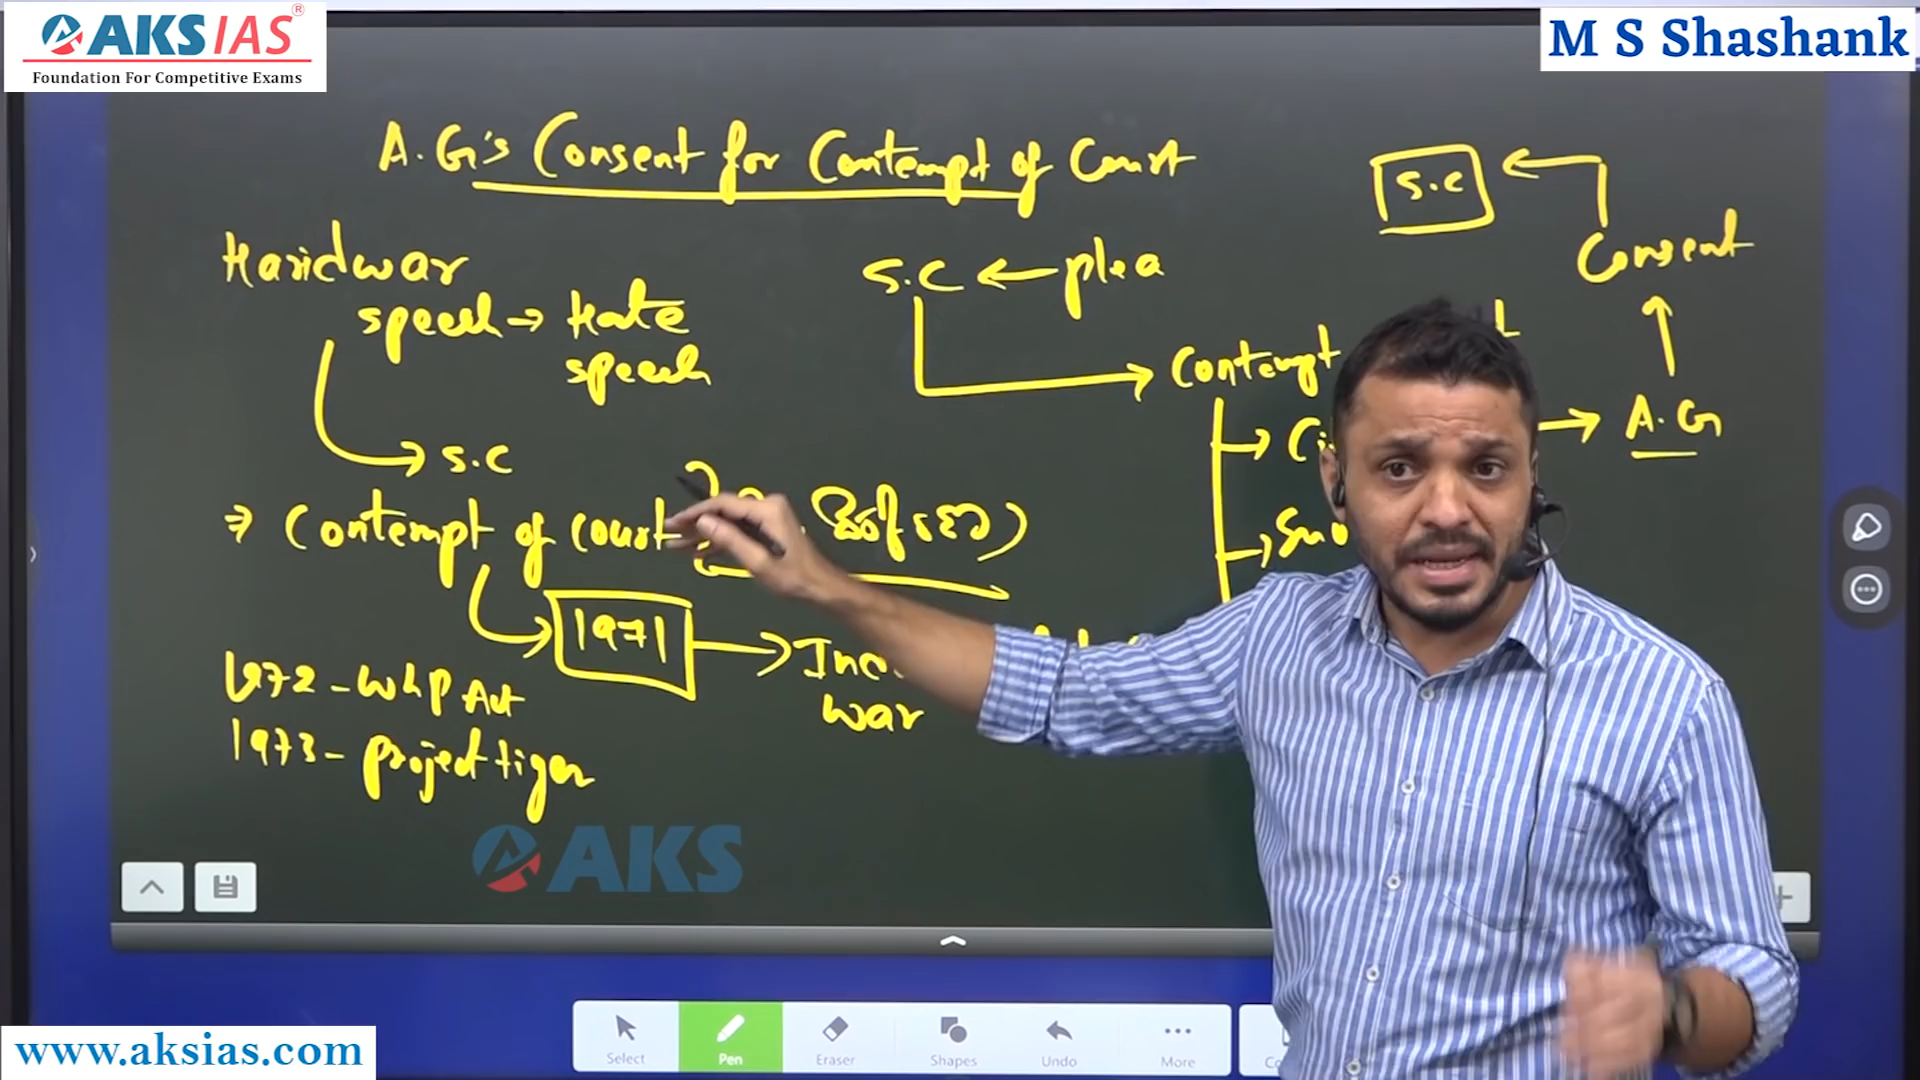 AKS IAS®
Foundation For Competitive Exams
M S Shashank
A.G's Consent for Contempt of Court
S.C
Consent
Haridwar
speech → Hate
speech
S.C ← plea
Contempt
A.G
→ S.C
⇒ Contempt of court
1971 →
war
1972 - WLP Act
1973 - project tiger
AKS
Select
Pen
Eraser
Shapes
Undo
More
www.aksias.com